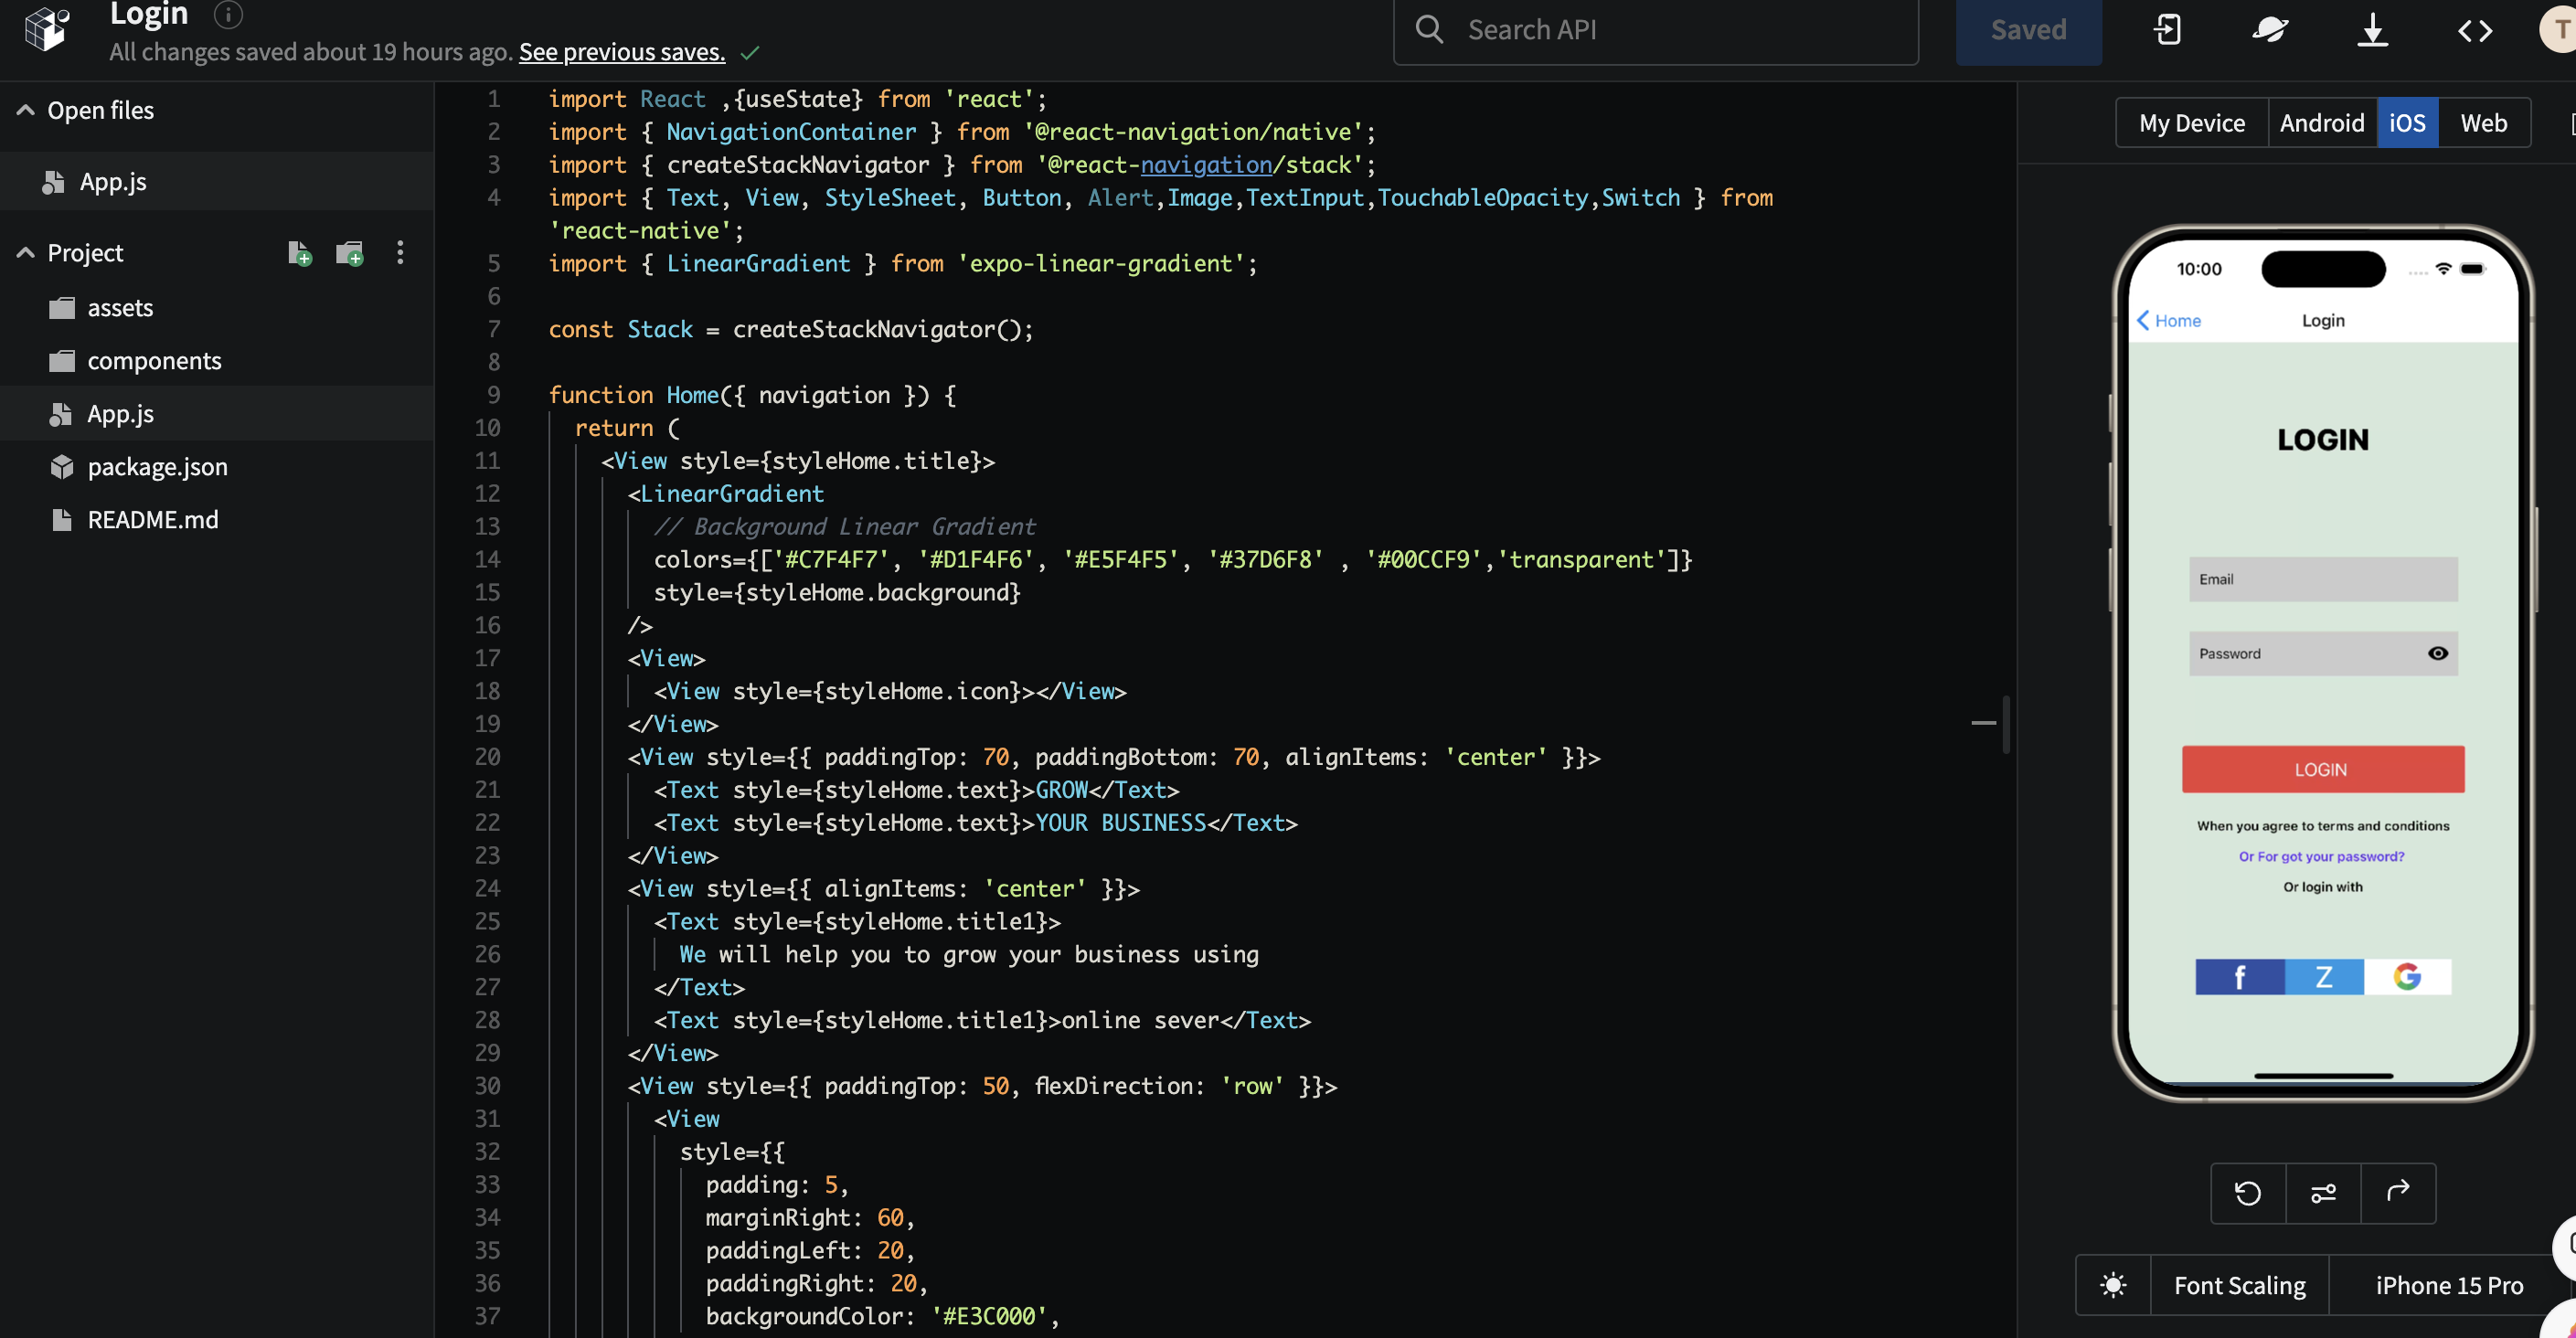 Login
All changes saved about 19 hours ago. See previous saves.
Search API
Saved
T
Open files
App.js
Project
assets
components
App.js
package.json
README.md
1 import React ,{useState} from 'react';
2 import { NavigationContainer } from '@react-navigation/native';
3 import { createStackNavigator } from '@react-navigation/stack';
4 import { Text, View, StyleSheet, Button, Alert,Image,TextInput,TouchableOpacity,Switch } from
'react-native';
5 import { LinearGradient } from 'expo-linear-gradient';
6
7 const Stack = createStackNavigator();
8
9 function Home({ navigation }) {
10 return (
11 <View style={styleHome.title}>
12 <LinearGradient
13 // Background Linear Gradient
14 colors={['#C7F4F7', '#D1F4F6', '#E5F4F5', '#37D6F8' , '#00CCF9','transparent']}
15 style={styleHome.background}
16 />
17 <View>
18 <View style={styleHome.icon}></View>
19 </View>
20 <View style={{ paddingTop: 70, paddingBottom: 70, alignItems: 'center' }}>
21 <Text style={styleHome.text}>GROW</Text>
22 <Text style={styleHome.text}>YOUR BUSINESS</Text>
23 </View>
24 <View style={{ alignItems: 'center' }}>
25 <Text style={styleHome.title1}>
26 We will help you to grow your business using
27 </Text>
28 <Text style={styleHome.title1}>online sever</Text>
29 </View>
30 <View style={{ paddingTop: 50, flexDirection: 'row' }}>
31 <View
32 style={{
33 padding: 5,
34 marginRight: 60,
35 paddingLeft: 20,
36 paddingRight: 20,
37 backgroundColor: '#E3C000',
My Device
Android
iOS
Web
10:00
Home
Login
LOGIN
Email
Password
LOGIN
When you agree to terms and conditions
Or For got your password?
Or login with
f
Z
G
Font Scaling
iPhone 15 Pro